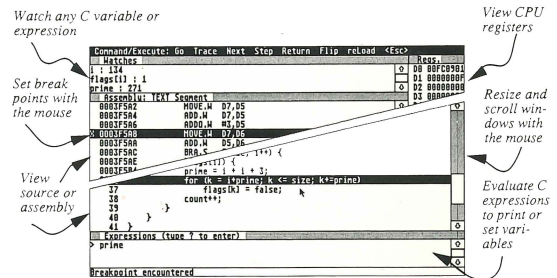 Watch any C variable or
expression
View CPU
registers
Command/Execute: Go Trace Next Step Return Flip reLoad <Esc>
Watches
Regs.
i : 134
flags[i] : 1
prime : 271
D0 00FC09B1
D1 0000000F
D2 0000000F
D3
Set break
points with
the mouse
Assembly: TEXT Segment
0003F5A2 MOVE.W D7,D5
0003F5A4 ADD.W D7,D5
0003F5A6 ADD.W #3,D5
0003F5A8 MOVE.W D7,D6
0003F5AA ADD.W D5,D6
0003F5AC BRA.S i++) {
0003F5AE {
prime = i + i + 3;
for (k = i+prime; k <= size; k+=prime)
37 flags[k] = false;
38 count++;
39 }
40 }
41 }
Resize and
scroll win-
dows with
the mouse
View
source or
assembly
Evaluate C
expressions
to print or
set vari-
ables
Expressions (type ? to enter)
> prime
Breakpoint encountered